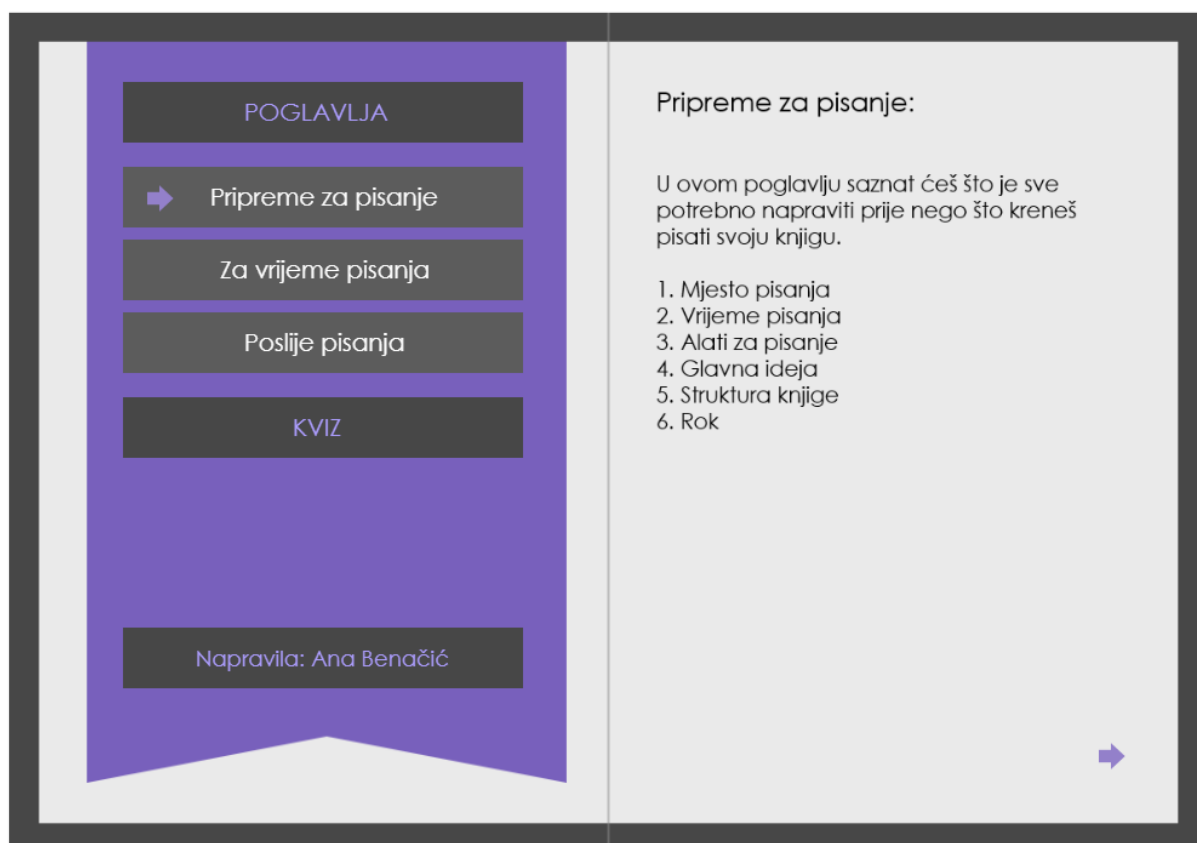 POGLAVLJA
Pripreme za pisanje
Za vrijeme pisanja
Poslije pisanja
KVIZ
Napravila: Ana Benačić
Pripreme za pisanje:
U ovom poglavlju saznat ćeš što je sve
potrebno napraviti prije nego što kreneš
pisati svoju knjigu.
1. Mjesto pisanja
2. Vrijeme pisanja
3. Alati za pisanje
4. Glavna ideja
5. Struktura knjige
6. Rok